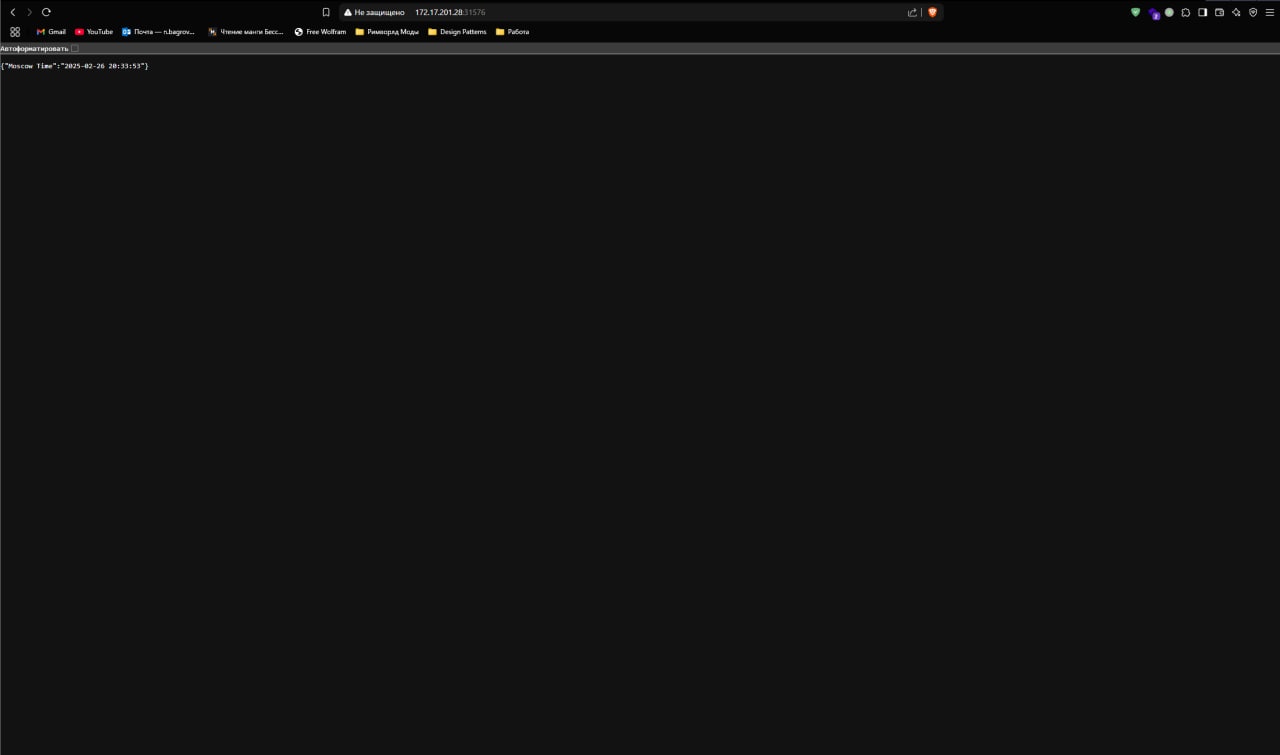 Не защищено 172.17.201.28:31576
2
Gmail YouTube Почта — n.bagrov... Чтение манги Бесс... Free Wolfram Римворлд Моды Design Patterns Работа
Автоформатировать
{"Moscow Time":"2025-02-26 20:33:53"}